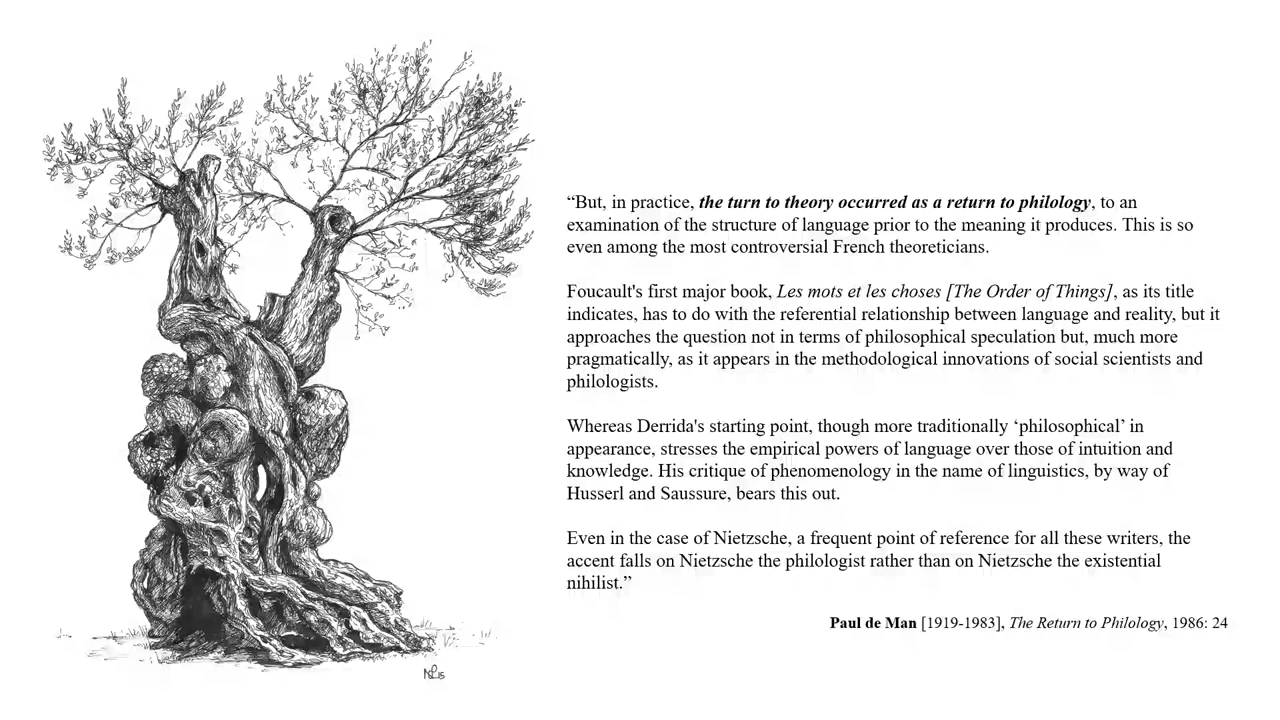 “But, in practice, the turn to theory occurred as a return to philology, to an
examination of the structure of language prior to the meaning it produces. This is so
even among the most controversial French theoreticians.
Foucault's first major book, Les mots et les choses [The Order of Things], as its title
indicates, has to do with the referential relationship between language and reality, but it
approaches the question not in terms of philosophical speculation but, much more
pragmatically, as it appears in the methodological innovations of social scientists and
philologists.
Whereas Derrida's starting point, though more traditionally ‘philosophical’ in
appearance, stresses the empirical powers of language over those of intuition and
knowledge. His critique of phenomenology in the name of linguistics, by way of
Husserl and Saussure, bears this out.
Even in the case of Nietzsche, a frequent point of reference for all these writers, the
accent falls on Nietzsche the philologist rather than on Nietzsche the existential
nihilist.”
Paul de Man [1919-1983], The Return to Philology, 1986: 24